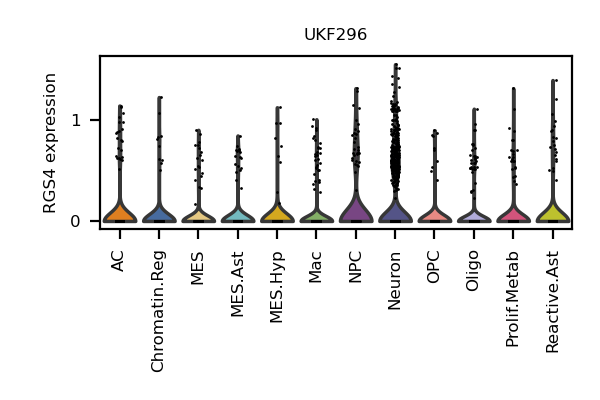 UKF296
RGS4 expression
1
0
AC
Chromatin.Reg
MES
MES.Ast
MES.Hyp
Mac
NPC
Neuron
OPC
Oligo
Prolif.Metab
Reactive.Ast